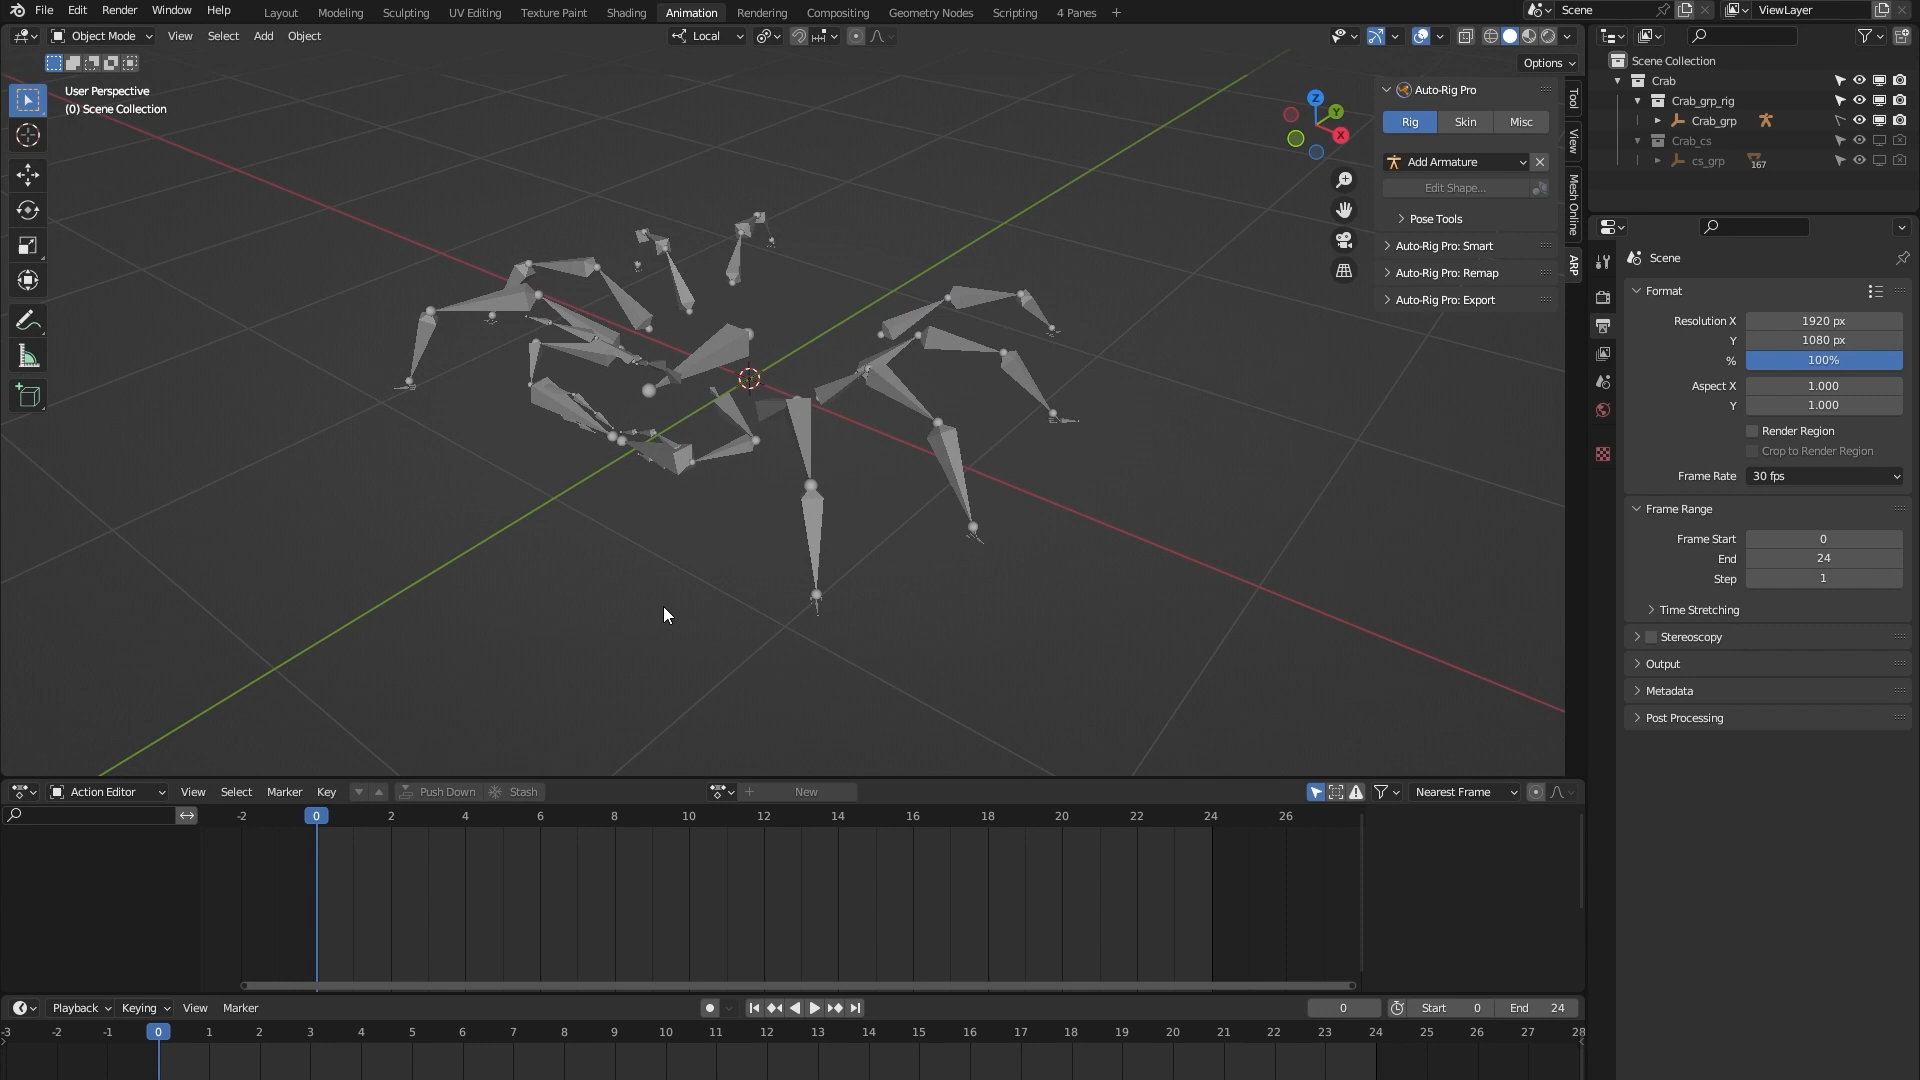 File Edit Render Window Help Layout Modeling Sculpting UV Editing Texture Paint Shading Animation Rendering Compositing Geometry Nodes Scripting 4 Panes + Scene ViewLayer
Object Mode View Select Add Object Local
Options
User Perspective
(0) Scene Collection
Z Y X
Auto-Rig Pro
Rig Skin Misc
Add Armature
Edit Shape...
Pose Tools
Auto-Rig Pro: Smart
Auto-Rig Pro: Remap
Auto-Rig Pro: Export
Tool
View
Mesh Online
ARP
Scene Collection
Crab
Crab_grp_rig
Crab_grp
Crab_cs
cs_grp 167
Scene
Format
Resolution X 1920 px
Y 1080 px
% 100%
Aspect X 1.000
Y 1.000
Render Region
Crop to Render Region
Frame Rate 30 fps
Frame Range
Frame Start 0
End 24
Step 1
Time Stretching
Stereoscopy
Output
Metadata
Post Processing
Action Editor View Select Marker Key Push Down Stash + New Nearest Frame
-2 0 2 4 6 8 10 12 14 16 18 20 22 24 26
Playback Keying View Marker 0 Start 0 End 24
-3 -2 -1 0 1 2 3 4 5 6 7 8 9 10 11 12 13 14 15 16 17 18 19 20 21 22 23 24 25 26 27 28